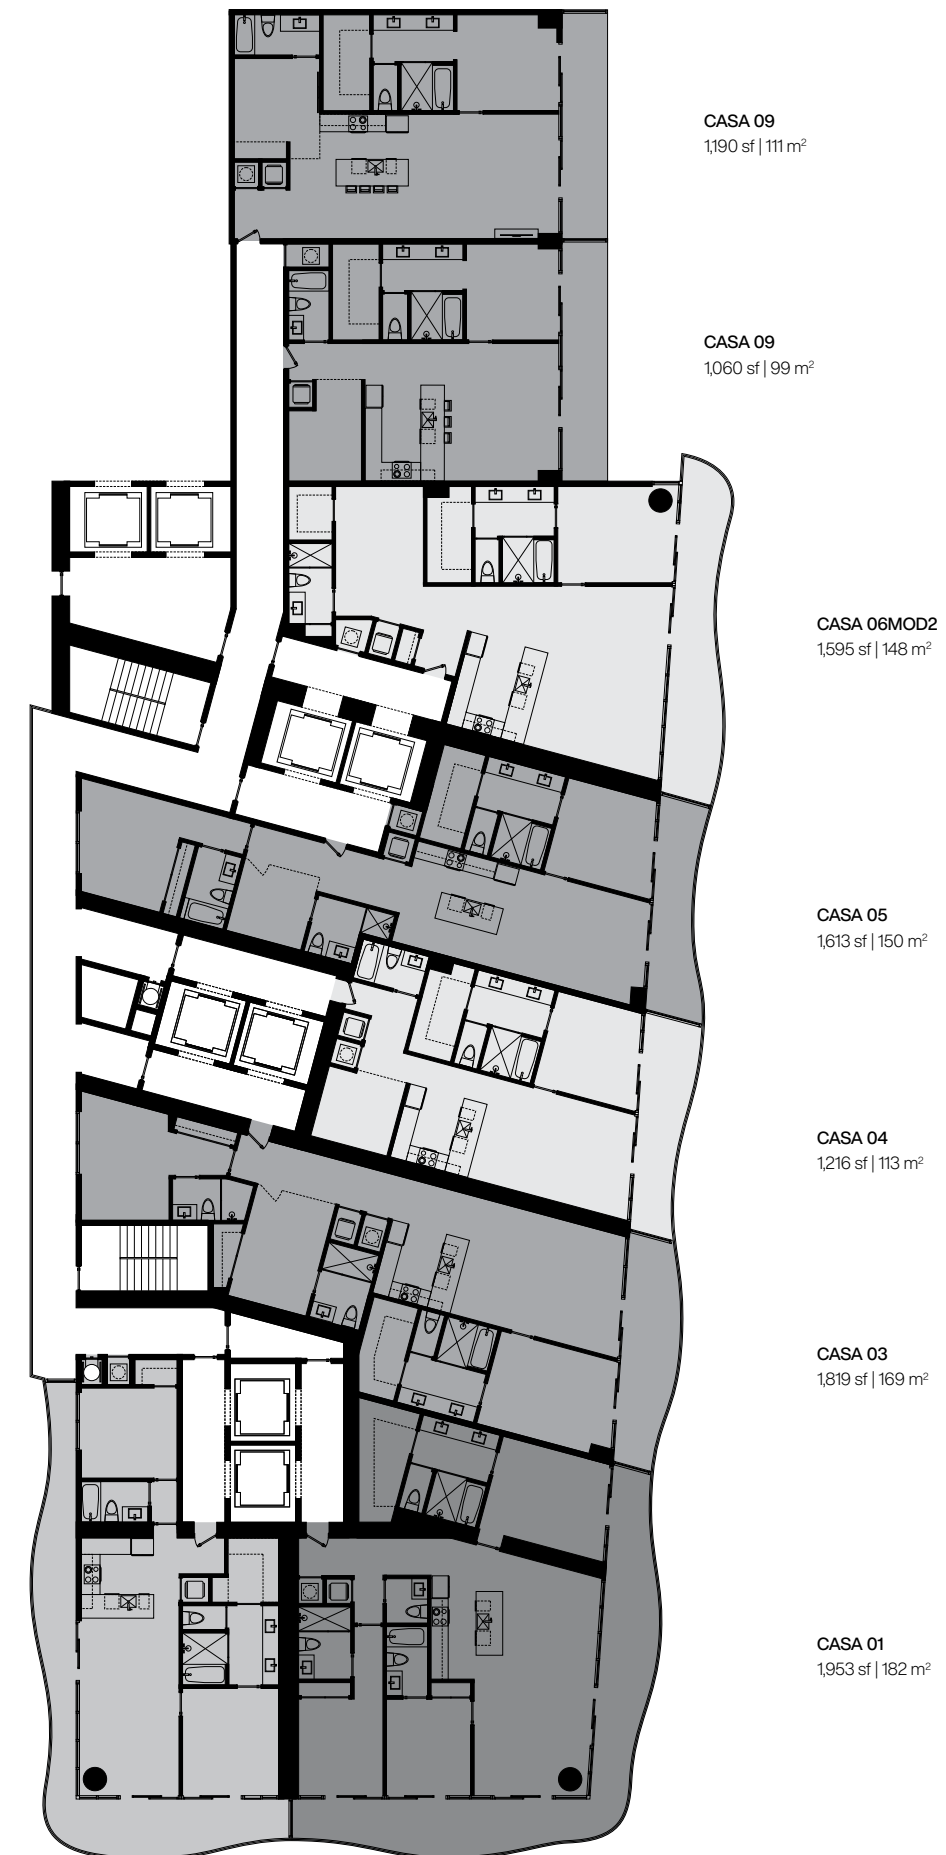 CASA 09
1,190 sf | 111 m²
CASA 09
1,060 sf | 99 m²
CASA 06MOD2
1,595 sf | 148 m²
CASA 05
1,613 sf | 150 m²
CASA 04
1,216 sf | 113 m²
CASA 03
1,819 sf | 169 m²
CASA 01
1,953 sf | 182 m²